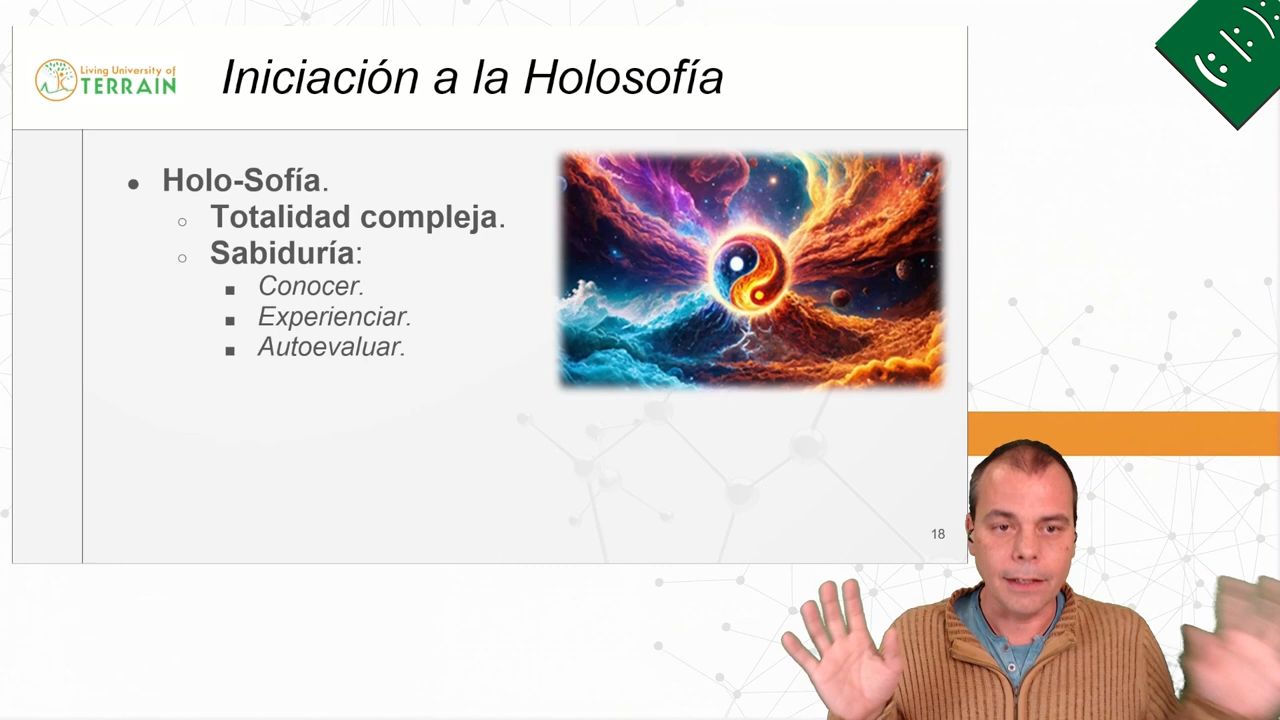 Living University of
TERRAIN
Iniciación a la Holosofía
Holo-Sofía.
Totalidad compleja.
Sabiduría:
Conocer.
Experienciar.
Autoevaluar.
18
(:|:)